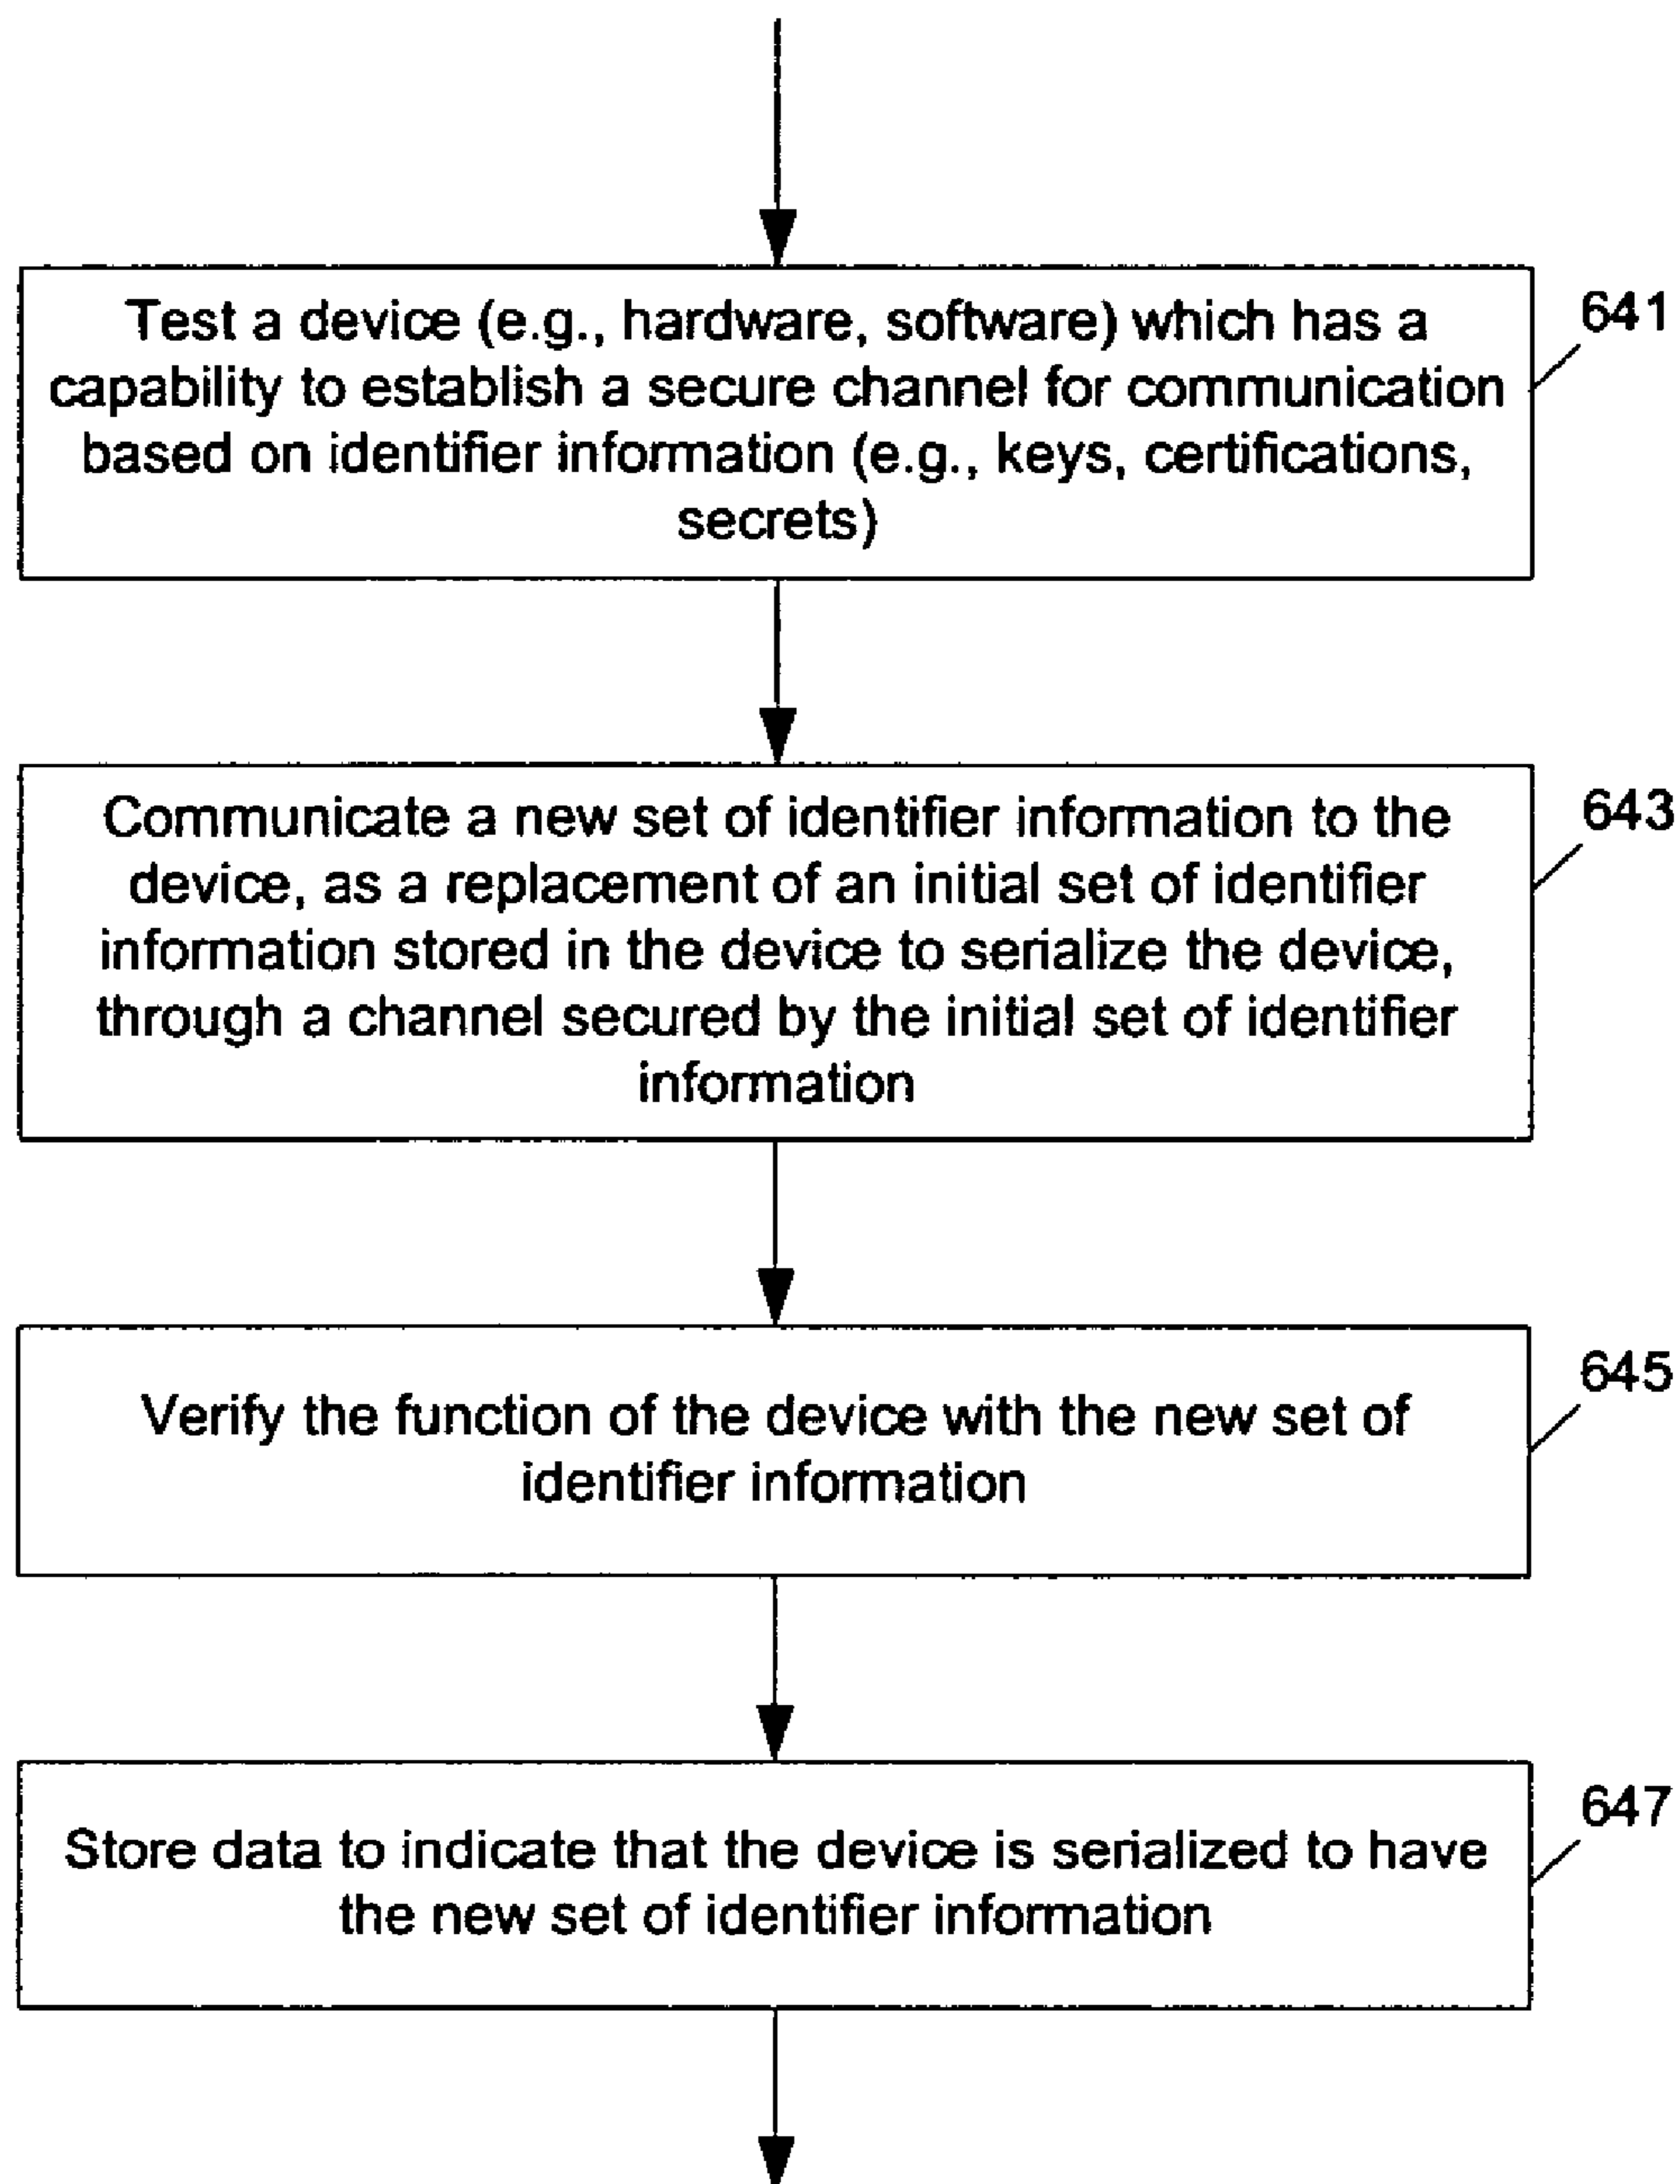 Test a device (e.g., hardware, software) which has a
capability to establish a secure channel for communication
based on identifier information (e.g., keys, certifications,
secrets)
641
Communicate a new set of identifier information to the
device, as a replacement of an initial set of identifier
information stored in the device to serialize the device,
through a channel secured by the initial set of identifier
information
643
Verify the function of the device with the new set of
identifier information
645
Store data to indicate that the device is serialized to have
the new set of identifier information
647